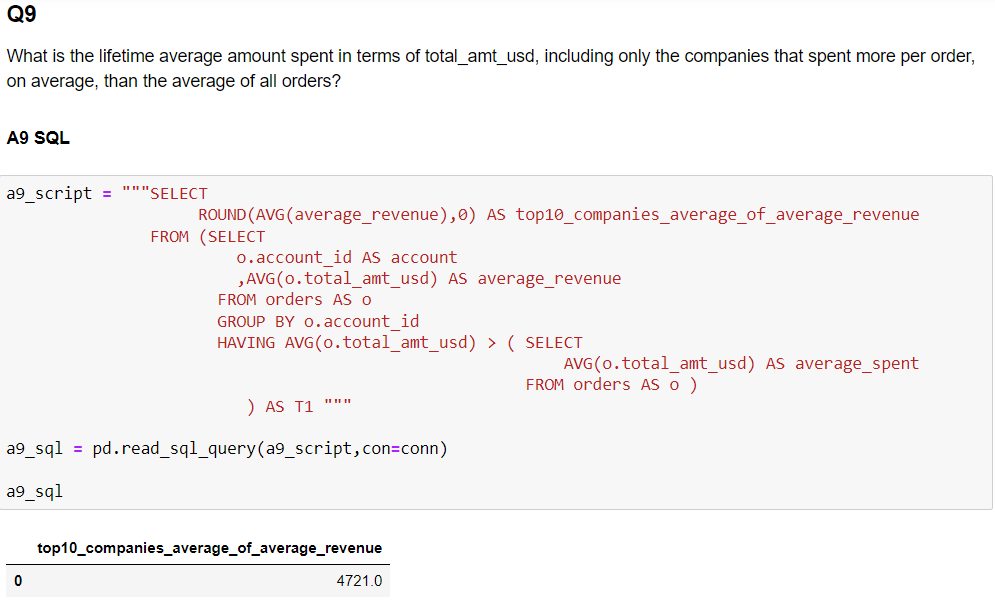 Q9
What is the lifetime average amount spent in terms of total_amt_usd, including only the companies that spent more per order,
on average, than the average of all orders?
A9 SQL
a9_script = """SELECT
ROUND(AVG(average_revenue),0) AS top10_companies_average_of_average_revenue
FROM (SELECT
o.account_id AS account
,AVG(o.total_amt_usd) AS average_revenue
FROM orders AS o
GROUP BY o.account_id
HAVING AVG(o.total_amt_usd) > ( SELECT
AVG(o.total_amt_usd) AS average_spent
FROM orders AS o )
) AS T1 """
a9_sql = pd.read_sql_query(a9_script,con=conn)
a9_sql
top10_companies_average_of_average_revenue
0 4721.0